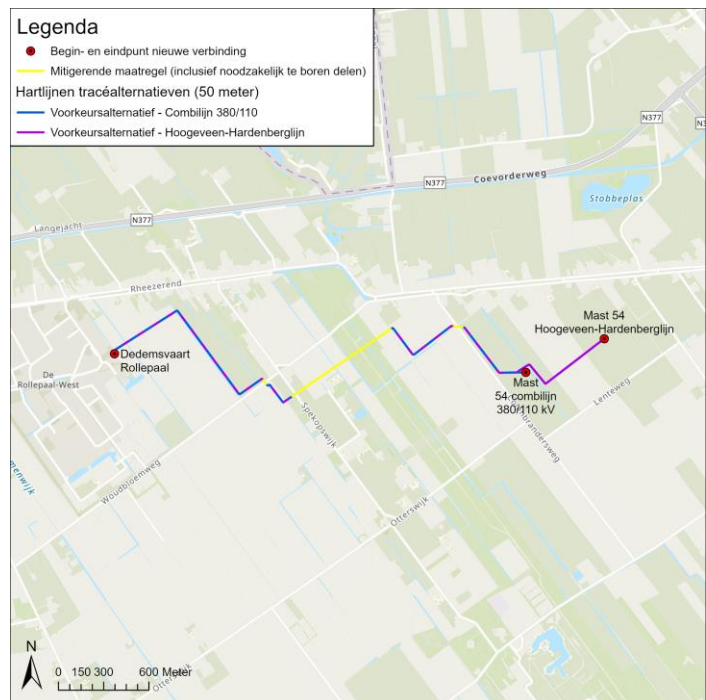 Legenda
Begin- en eindpunt nieuwe verbinding
Mitigerende maatregel (inclusief noodzakelijk te boren delen)
Hartlijnen tracéalternatieven (50 meter)
Voorkeursalternatief - Combilijn 380/110
Voorkeursalternatief - Hoogeveen-Hardenberglijn
N377
N377
Coevorderweg
Stobbeplas
N377
Langejacht
Rheezerend
Mast 54
Hoogeveen-Hardenberglijn
Dedemsvaart
Rollepaal
De
Rollepaal-West
Mast
54 combilijn
380/110 kV
Lenteweg
Spekopswijk
Woudbloemweg
Otterswijk
Otterswijk
N
0 150 300 600 Meter